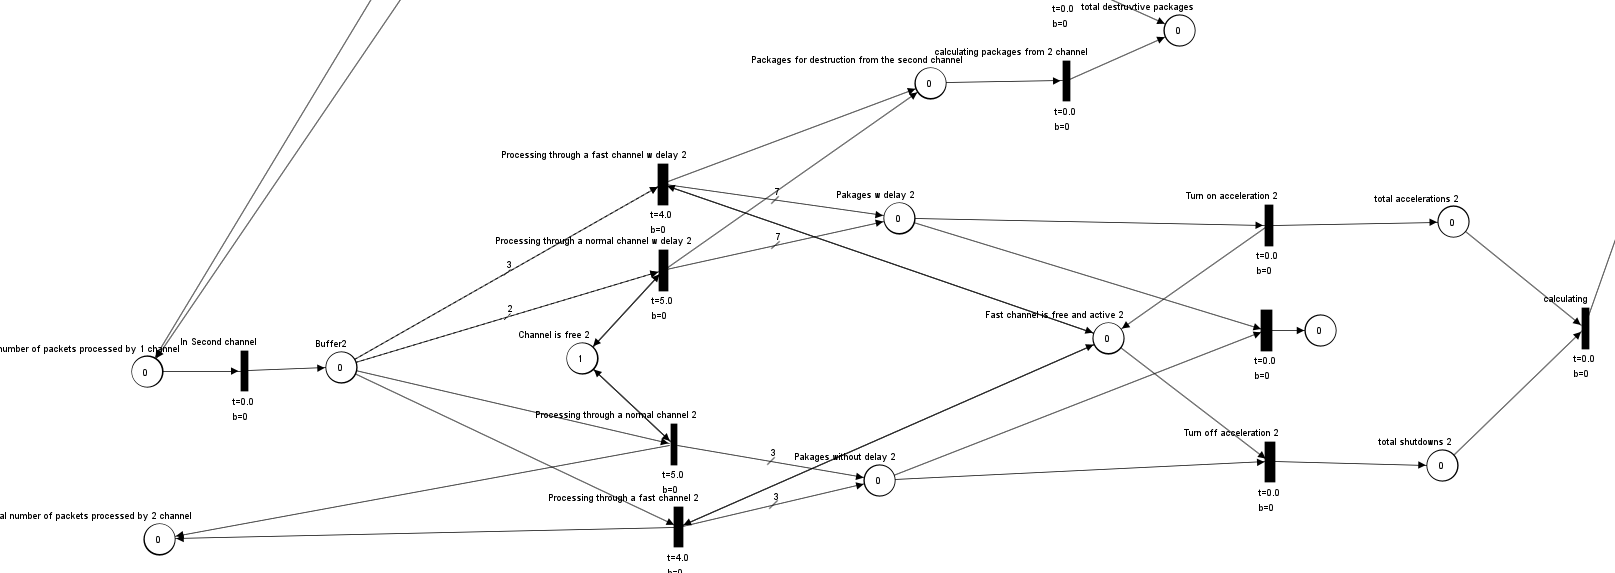 t=0.0
total destruvtive packages
b=0
0
calculating packages from 2 channel
Packages for destruction from the second channel
0
t=0.0
b=0
Processing through a fast channel w delay 2
t=4.0
b=0
7
Pakages w delay 2
0
Turn on acceleration 2
t=0.0
b=0
total accelerations 2
0
Processing through a normal channel w delay 2
7
t=5.0
b=0
3
2
calculating
t=0.0
b=0
number of packets processed by 1 channel
0
In Second channel
t=0.0
b=0
Buffer2
0
Channel is free 2
1
Fast channel is free and active 2
0
t=0.0
b=0
0
Processing through a normal channel 2
t=5.0
b=0
3
Pakages without delay 2
0
Turn off acceleration 2
t=0.0
b=0
total shutdowns 2
0
Processing through a fast channel 2
3
t=4.0
b=0
al number of packets processed by 2 channel
0